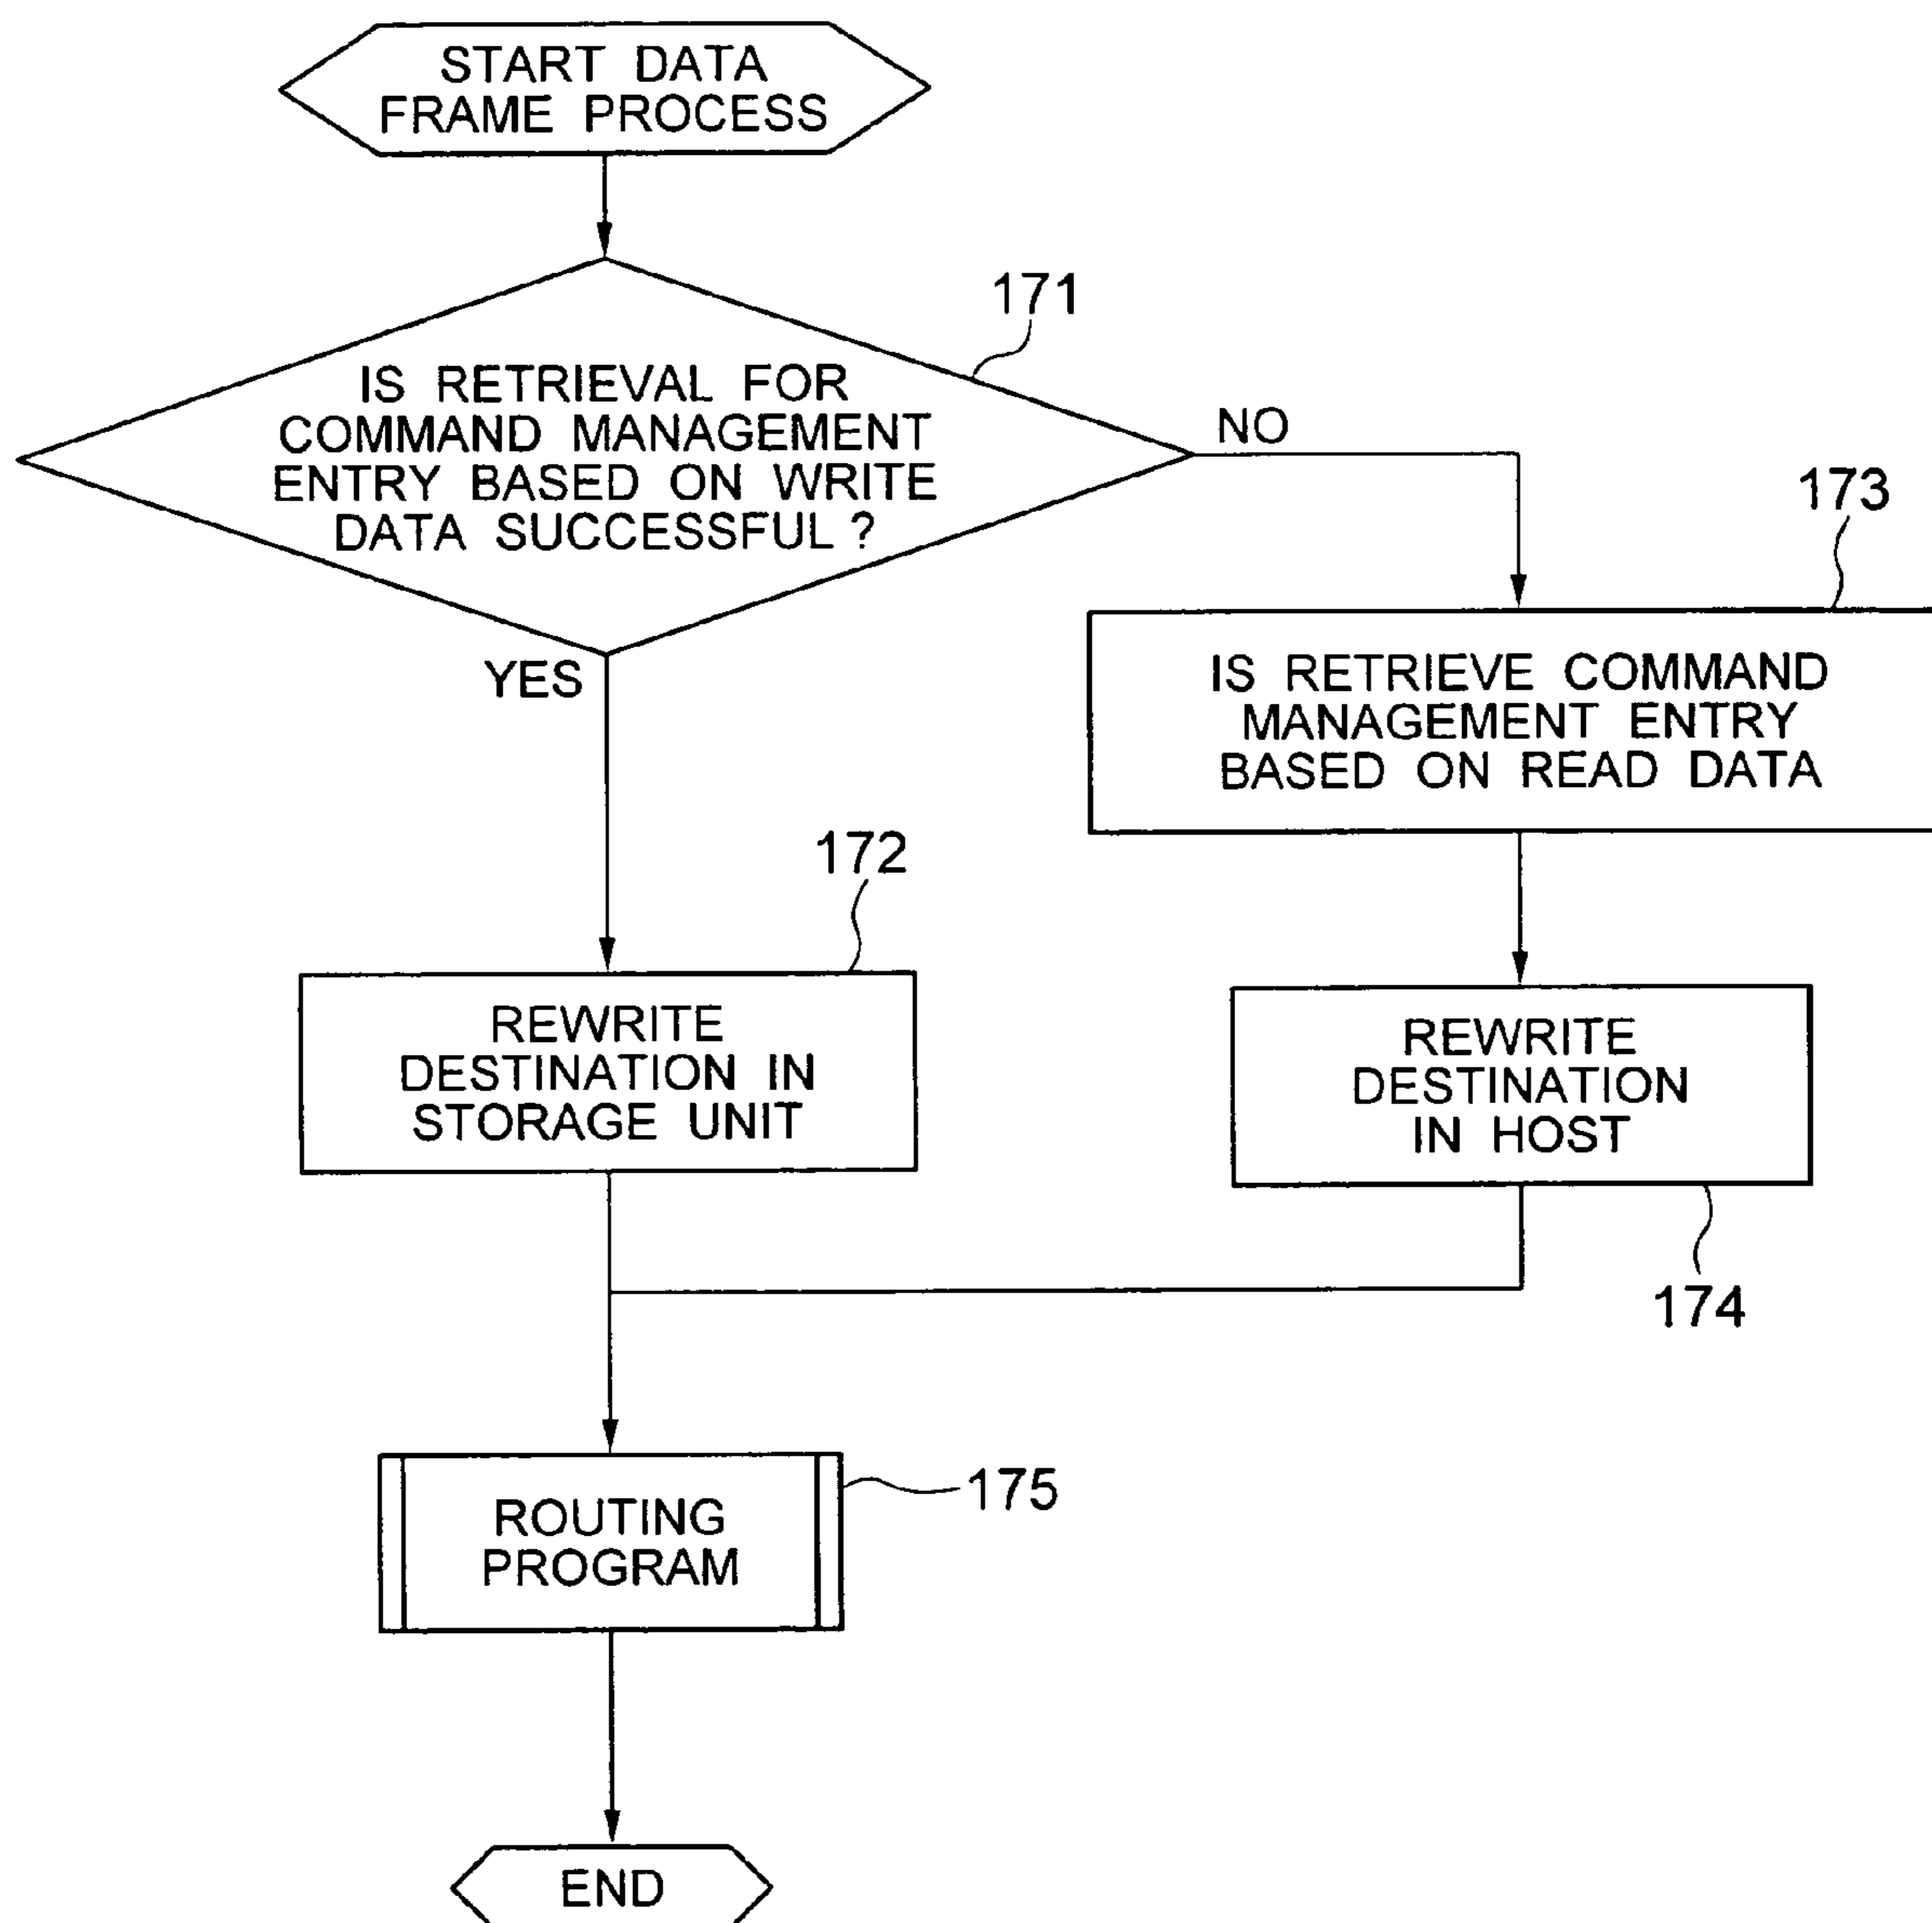 START DATA
FRAME PROCESS
171
IS RETRIEVAL FOR
COMMAND MANAGEMENT
ENTRY BASED ON WRITE
DATA SUCCESSFUL ?
NO
YES
173
IS RETRIEVE COMMAND
MANAGEMENT ENTRY
BASED ON READ DATA
172
REWRITE
DESTINATION IN
STORAGE UNIT
REWRITE
DESTINATION
IN HOST
174
ROUTING
PROGRAM
175
END